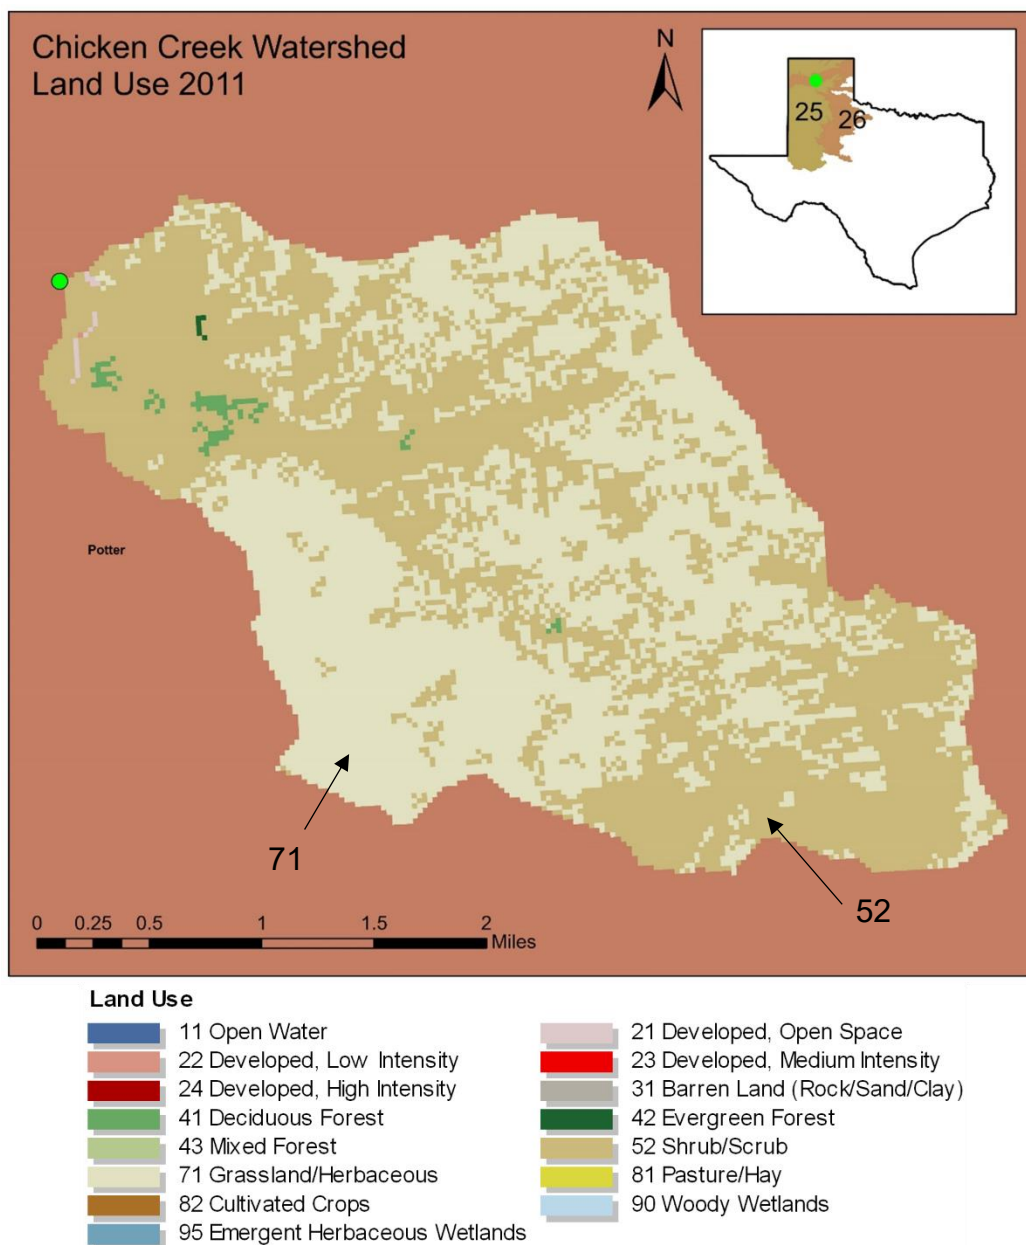 Chicken Creek Watershed
Land Use 2011
N
25
26
Potter
71
52
0 0.25 0.5 1 1.5 2
Miles
Land Use
11 Open Water
22 Developed, Low Intensity
24 Developed, High Intensity
41 Deciduous Forest
43 Mixed Forest
71 Grassland/Herbaceous
82 Cultivated Crops
95 Emergent Herbaceous Wetlands
21 Developed, Open Space
23 Developed, Medium Intensity
31 Barren Land (Rock/Sand/Clay)
42 Evergreen Forest
52 Shrub/Scrub
81 Pasture/Hay
90 Woody Wetlands